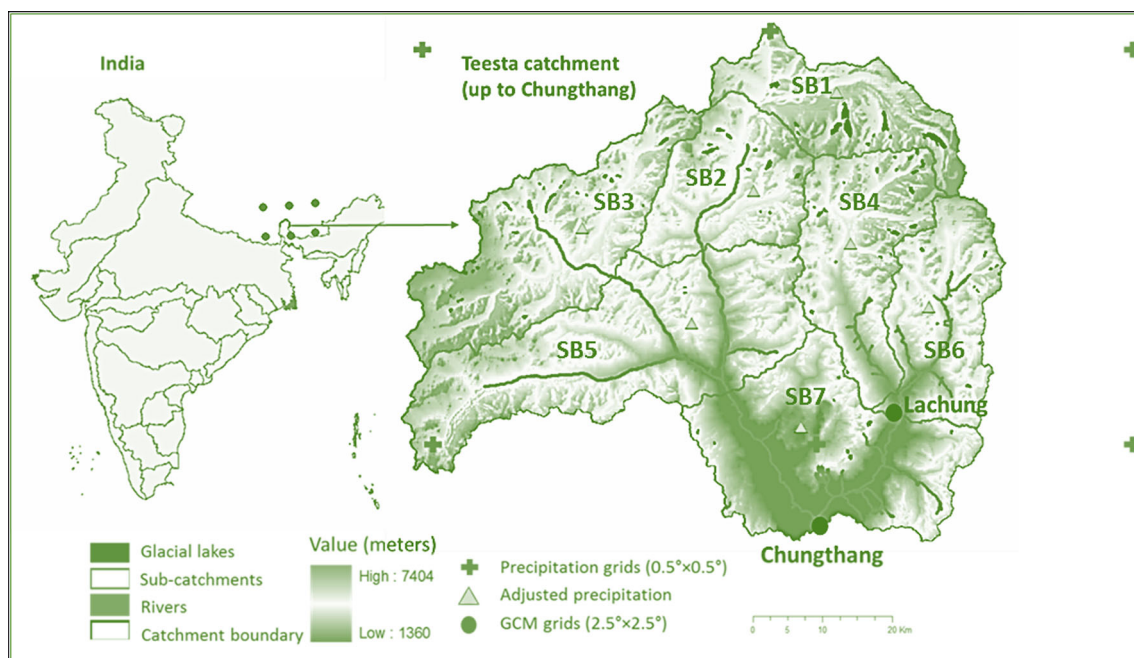 India
Teesta catchment
(up to Chungthang)
SB1
SB2
SB3
SB4
SB5
SB6
SB7
Lachung
Chungthang
Glacial lakes
Sub-catchments
Rivers
Catchment boundary
Value (meters)
High : 7404
Low : 1360
Precipitation grids (0.5°×0.5°)
Adjusted precipitation
GCM grids (2.5°×2.5°)
0 5 10 20 Km